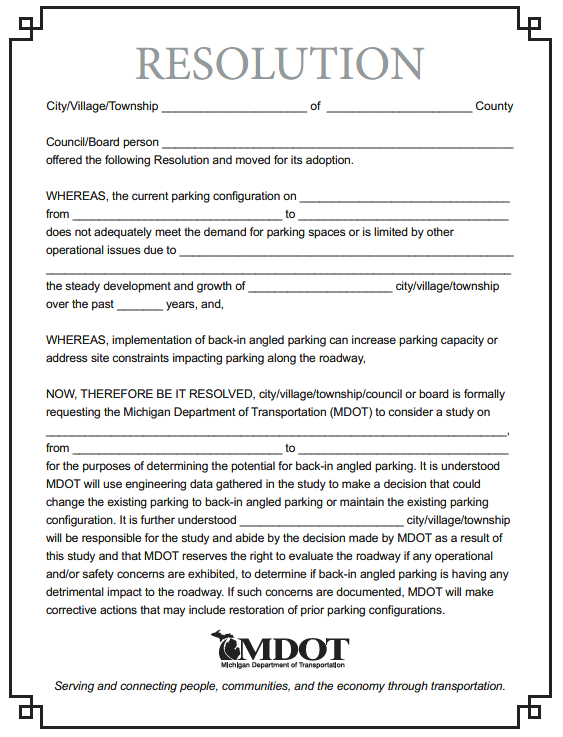 RESOLUTION
City/Village/Township ______________________ of ______________________ County
Council/Board person ______________________________________________________
offered the following Resolution and moved for its adoption.
WHEREAS, the current parking configuration on ________________________________
from ________________________________ to ________________________________
does not adequately meet the demand for parking spaces or is limited by other
operational issues due to ___________________________________________________
_______________________________________________________________________
the steady development and growth of ______________________ city/village/township
over the past _______ years, and,
WHEREAS, implementation of back-in angled parking can increase parking capacity or
address site constraints impacting parking along the roadway,
NOW, THEREFORE BE IT RESOLVED, city/village/township/council or board is formally
requesting the Michigan Department of Transportation (MDOT) to consider a study on
______________________________________________________________________,
from ________________________________ to ________________________________
for the purposes of determining the potential for back-in angled parking. It is understood
MDOT will use engineering data gathered in the study to make a decision that could
change the existing parking to back-in angled parking or maintain the existing parking
configuration. It is further understood _________________________ city/village/township
will be responsible for the study and abide by the decision made by MDOT as a result of
this study and that MDOT reserves the right to evaluate the roadway if any operational
and/or safety concerns are exhibited, to determine if back-in angled parking is having any
detrimental impact to the roadway. If such concerns are documented, MDOT will make
corrective actions that may include restoration of prior parking configurations.
MDOT
Michigan Department of Transportation
Serving and connecting people, communities, and the economy through transportation.